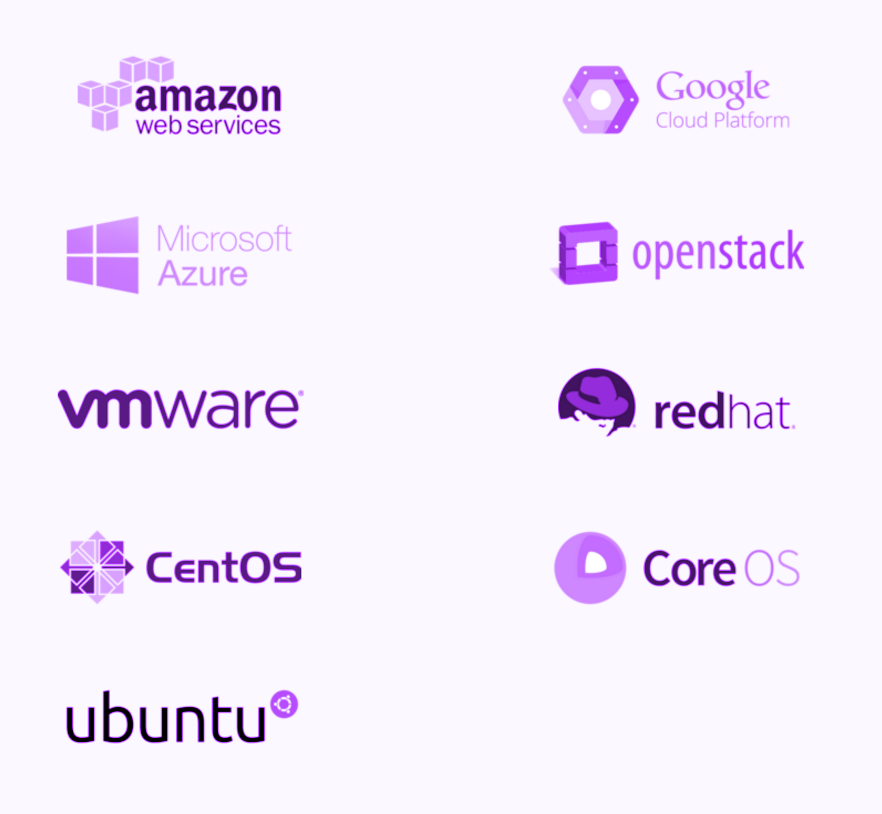 amazon
web services
Google
Cloud Platform
Microsoft
Azure
openstack
vmware®
redhat.
CentOS
Core OS
ubuntu